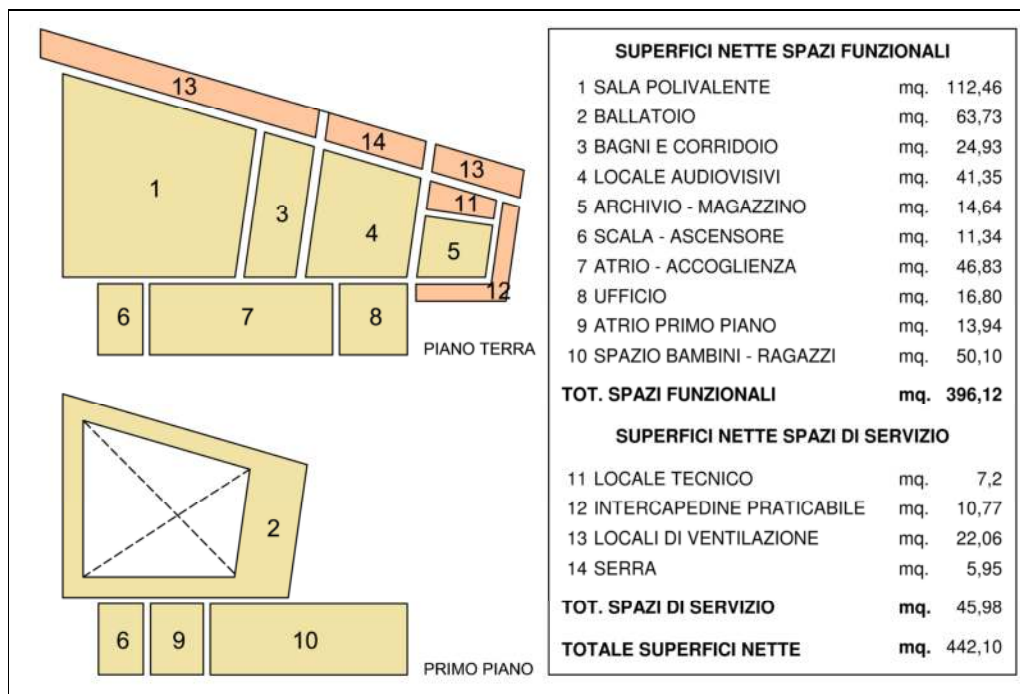 13
14
13
1
3
4
11
5
12
6
7
8
PIANO TERRA
2
6
9
10
PRIMO PIANO
SUPERFICI NETTE SPAZI FUNZIONALI
1 SALA POLIVALENTE mq. 112,46
2 BALLATOIO mq. 63,73
3 BAGNI E CORRIDOIO mq. 24,93
4 LOCALE AUDIOVISIVI mq. 41,35
5 ARCHIVIO - MAGAZZINO mq. 14,64
6 SCALA - ASCENSORE mq. 11,34
7 ATRIO - ACCOGLIENZA mq. 46,83
8 UFFICIO mq. 16,80
9 ATRIO PRIMO PIANO mq. 13,94
10 SPAZIO BAMBINI - RAGAZZI mq. 50,10
TOT. SPAZI FUNZIONALI mq. 396,12
SUPERFICI NETTE SPAZI DI SERVIZIO
11 LOCALE TECNICO mq. 7,2
12 INTERCAPEDINE PRATICABILE mq. 10,77
13 LOCALI DI VENTILAZIONE mq. 22,06
14 SERRA mq. 5,95
TOT. SPAZI DI SERVIZIO mq. 45,98
TOTALE SUPERFICI NETTE mq. 442,10